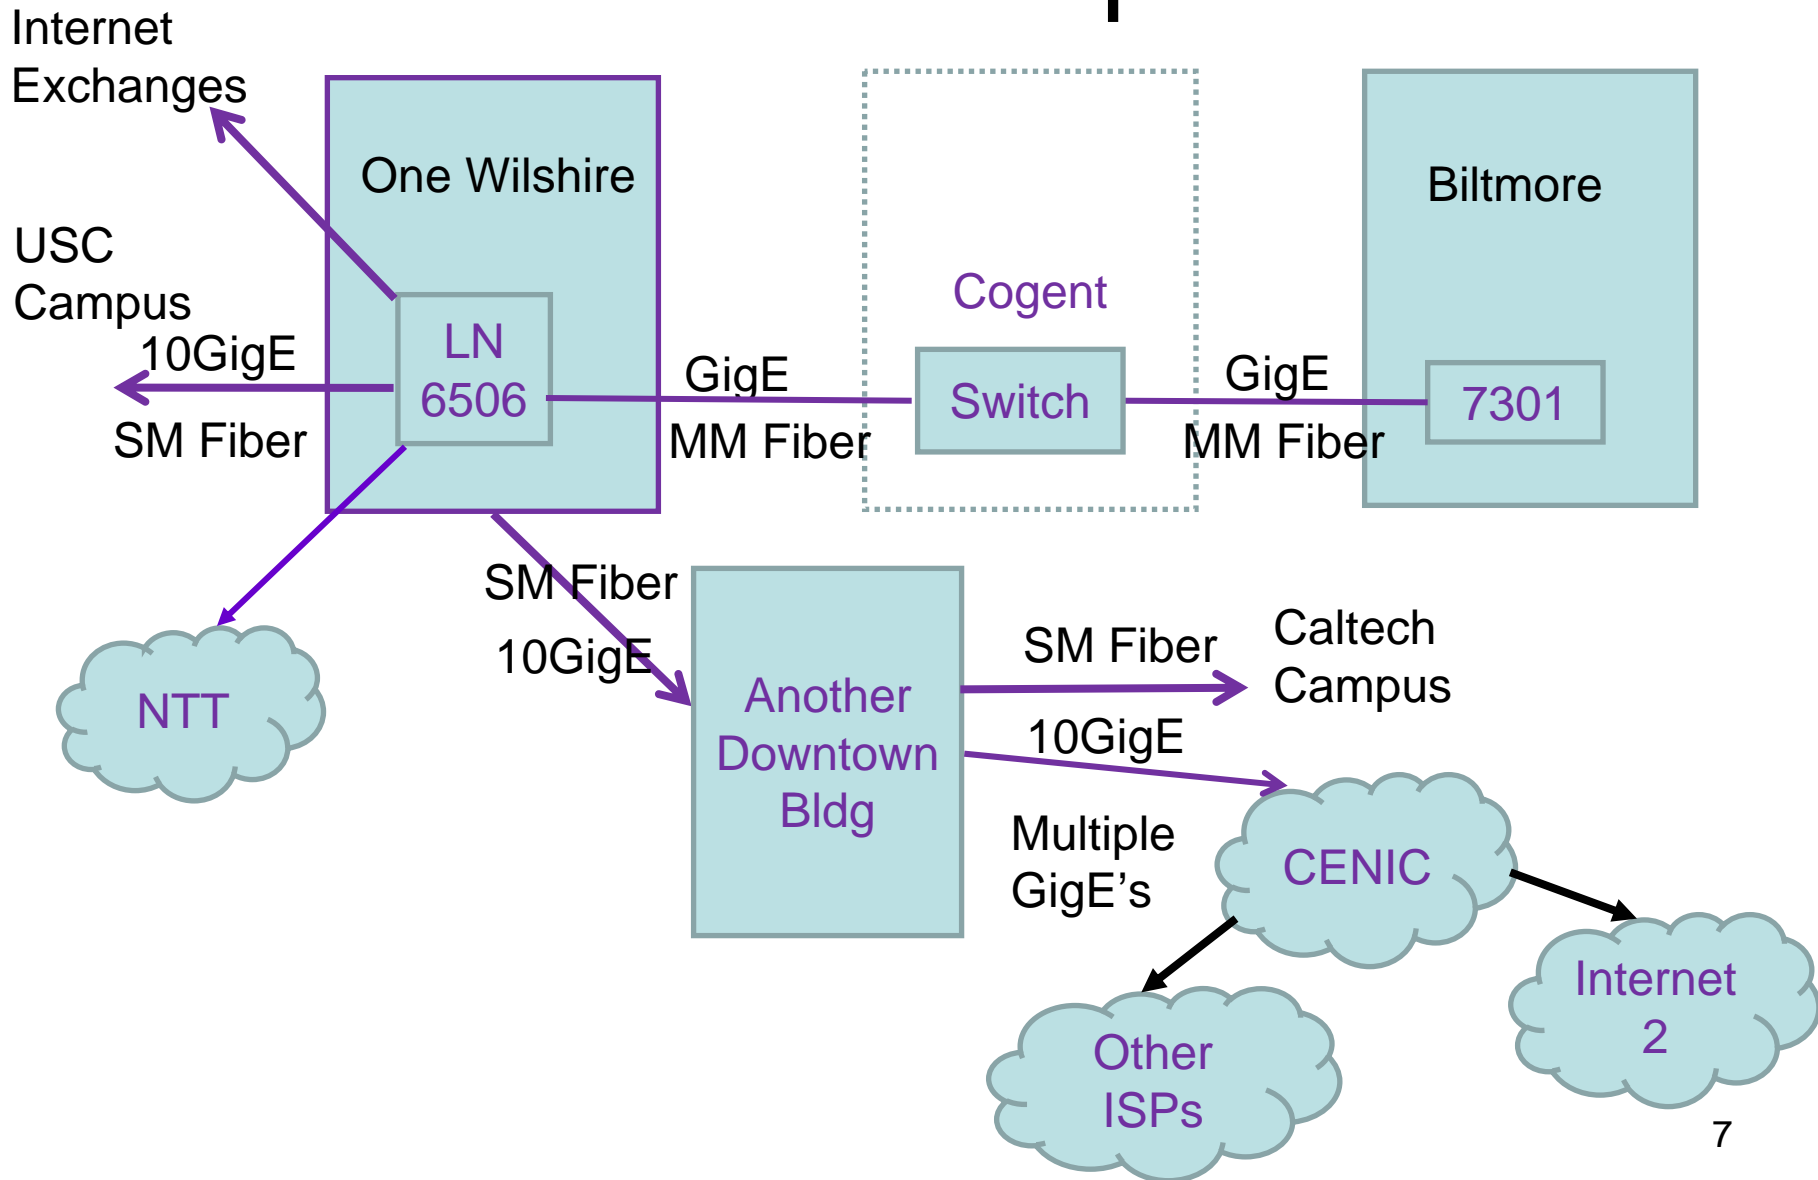 Internet
Exchanges
One Wilshire
Biltmore
USC
Campus
Cogent
10GigE
LN
6506
GigE
Switch
GigE
7301
SM Fiber
MM Fiber
MM Fiber
SM Fiber
10GigE
SM Fiber
Caltech
Campus
NTT
Another
Downtown
Bldg
10GigE
Multiple
GigE's
CENIC
Internet
2
Other
ISPs
7